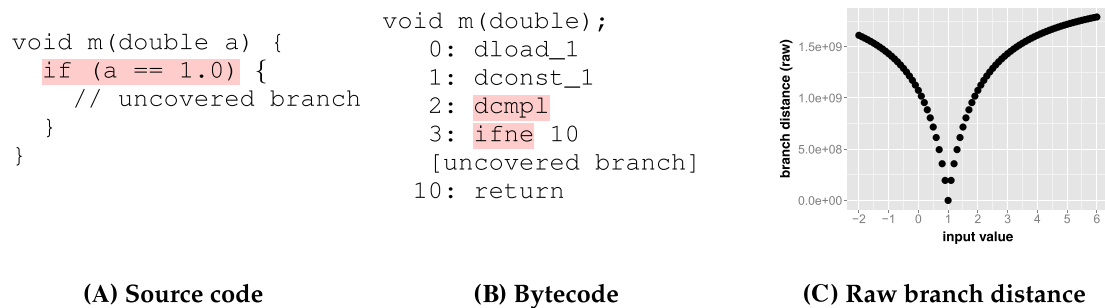 void m(double a) {
if (a == 1.0) {
// uncovered branch
}
}
(A) Source code
void m(double);
0: dload_1
1: dconst_1
2: dcmpl
3: ifne 10
[uncovered branch]
10: return
(B) Bytecode
branch distance (raw)
1.5e+09
1.0e+09
5.0e+08
0.0e+00
−2 −1 0 1 2 3 4 5 6
input value
(C) Raw branch distance